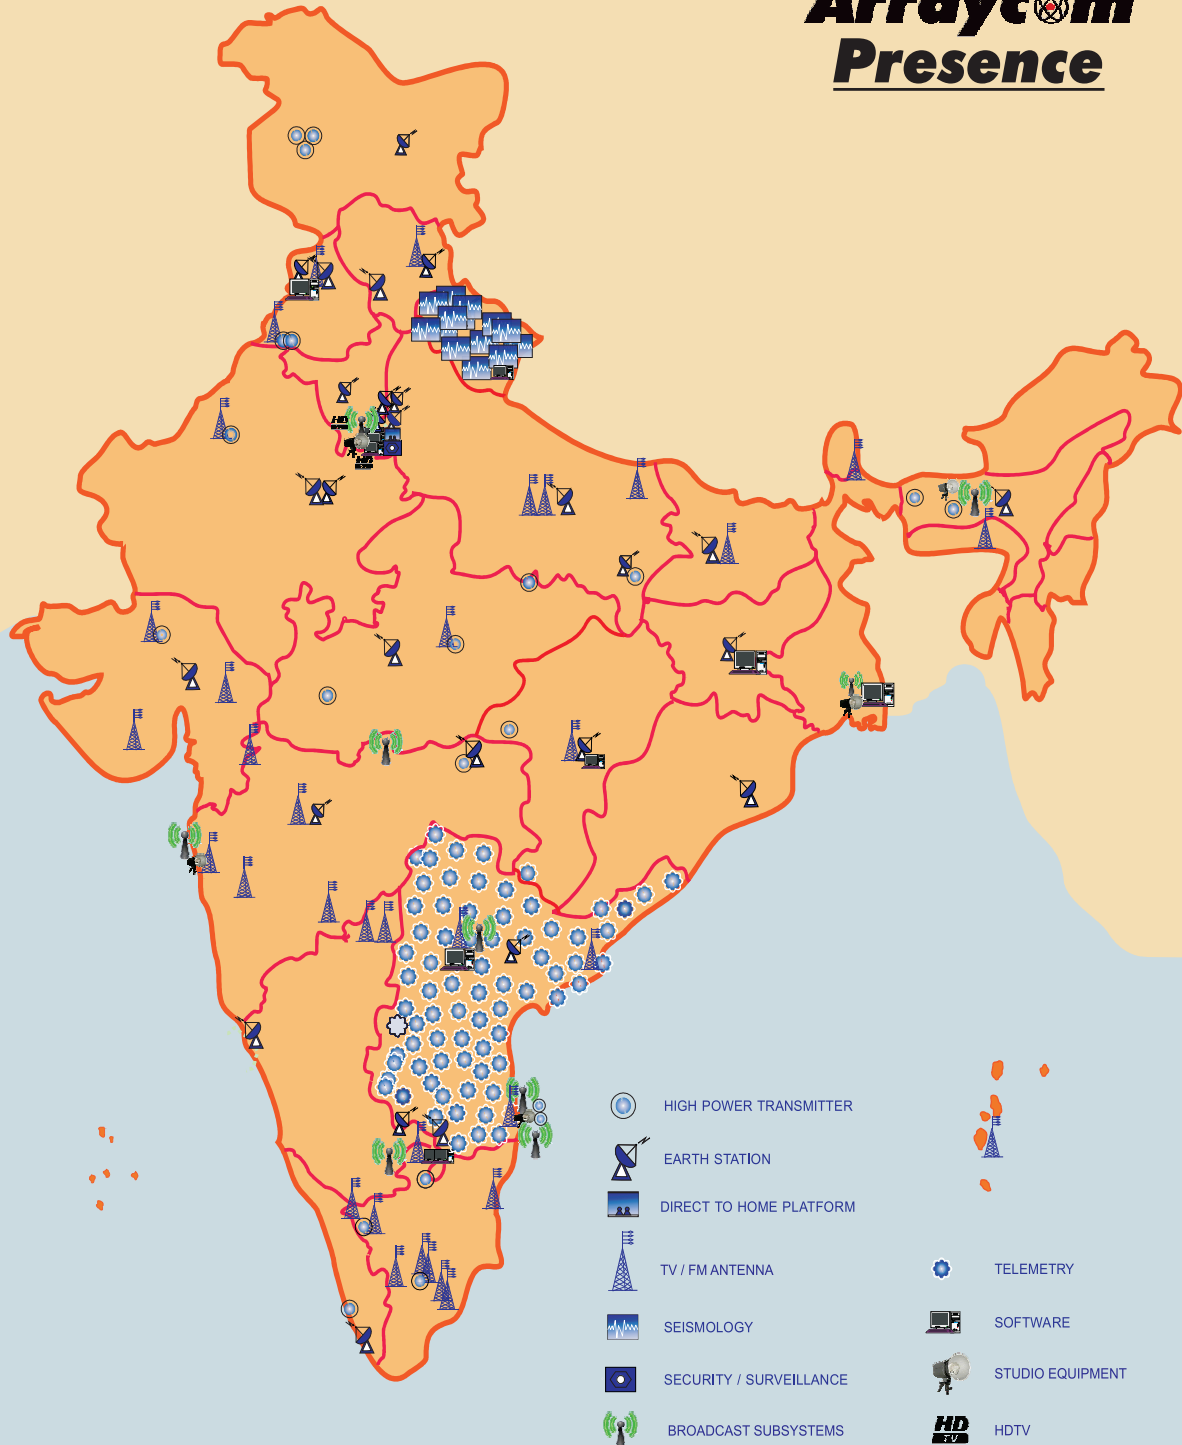 Arraycom
Presence
HIGH POWER TRANSMITTER
EARTH STATION
DIRECT TO HOME PLATFORM
TV / FM ANTENNA
SEISMOLOGY
SECURITY / SURVEILLANCE
BROADCAST SUBSYSTEMS
TELEMETRY
SOFTWARE
STUDIO EQUIPMENT
HD
TV
HDTV